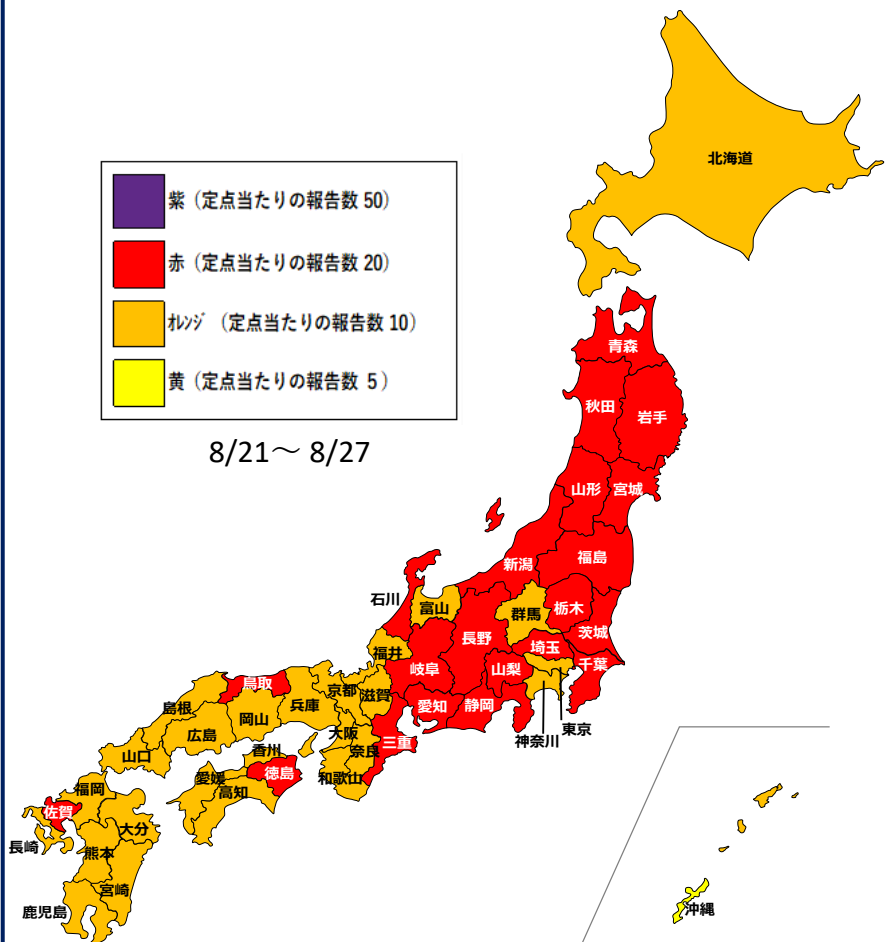 紫（定点当たりの報告数 50）
赤（定点当たりの報告数 20）
ｵﾚﾝｼﾞ （定点当たりの報告数 10）
黄（定点当たりの報告数 5 ）
8/21～ 8/27
北海道
青森
秋田
岩手
山形
宮城
福島
新潟
石川
富山
群馬
栃木
茨城
長野
埼玉
千葉
福井
岐阜
山梨
愛知
静岡
東京
神奈川
鳥取
京都
滋賀
島根
岡山
兵庫
広島
大阪
奈良
三重
山口
香川
徳島
和歌山
愛媛
高知
福岡
佐賀
大分
長崎
熊本
宮崎
鹿児島
沖縄